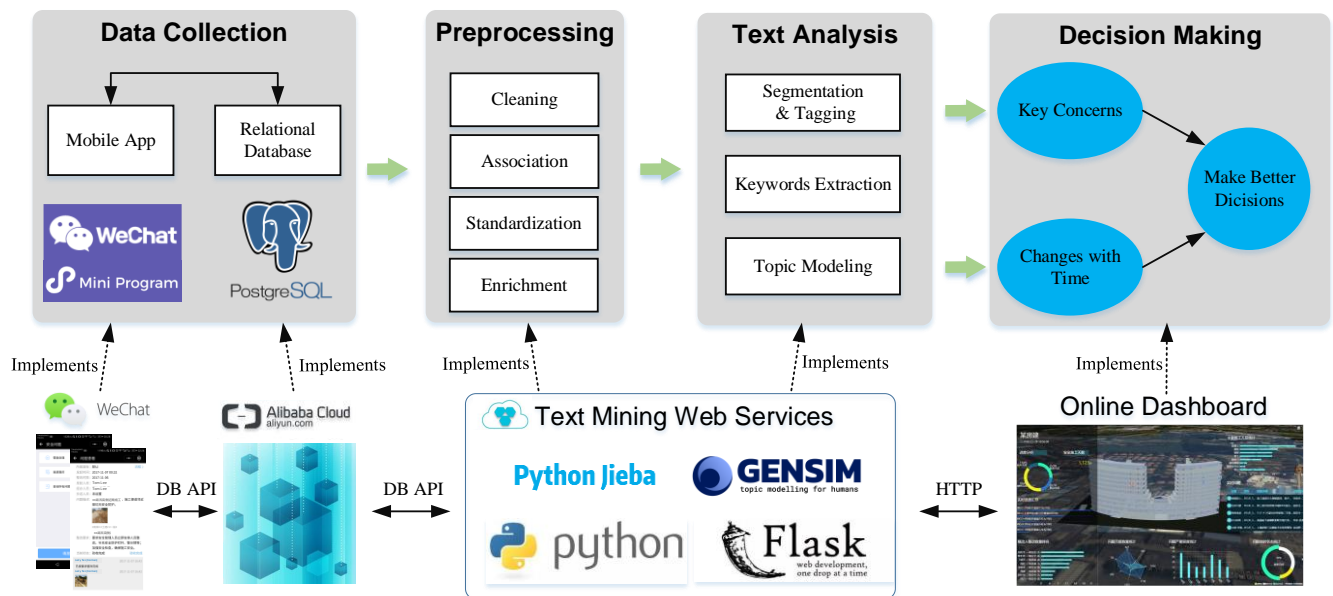 Data Collection
Mobile App
Relational
Database
WeChat
Mini Program
PostgreSQL
Preprocessing
Cleaning
Association
Standardization
Enrichment
Text Analysis
Segmentation
& Tagging
Keywords Extraction
Topic Modeling
Decision Making
Key Concerns
Changes with
Time
Make Better
Dicisions
Implements
Implements
Implements
Implements
Implements
WeChat
Alibaba Cloud
aliyun.com
DB API
DB API
Text Mining Web Services
Python Jieba
GENSIM
topic modelling for humans
python
Flask
web development,
one drop at a time
HTTP
Online Dashboard